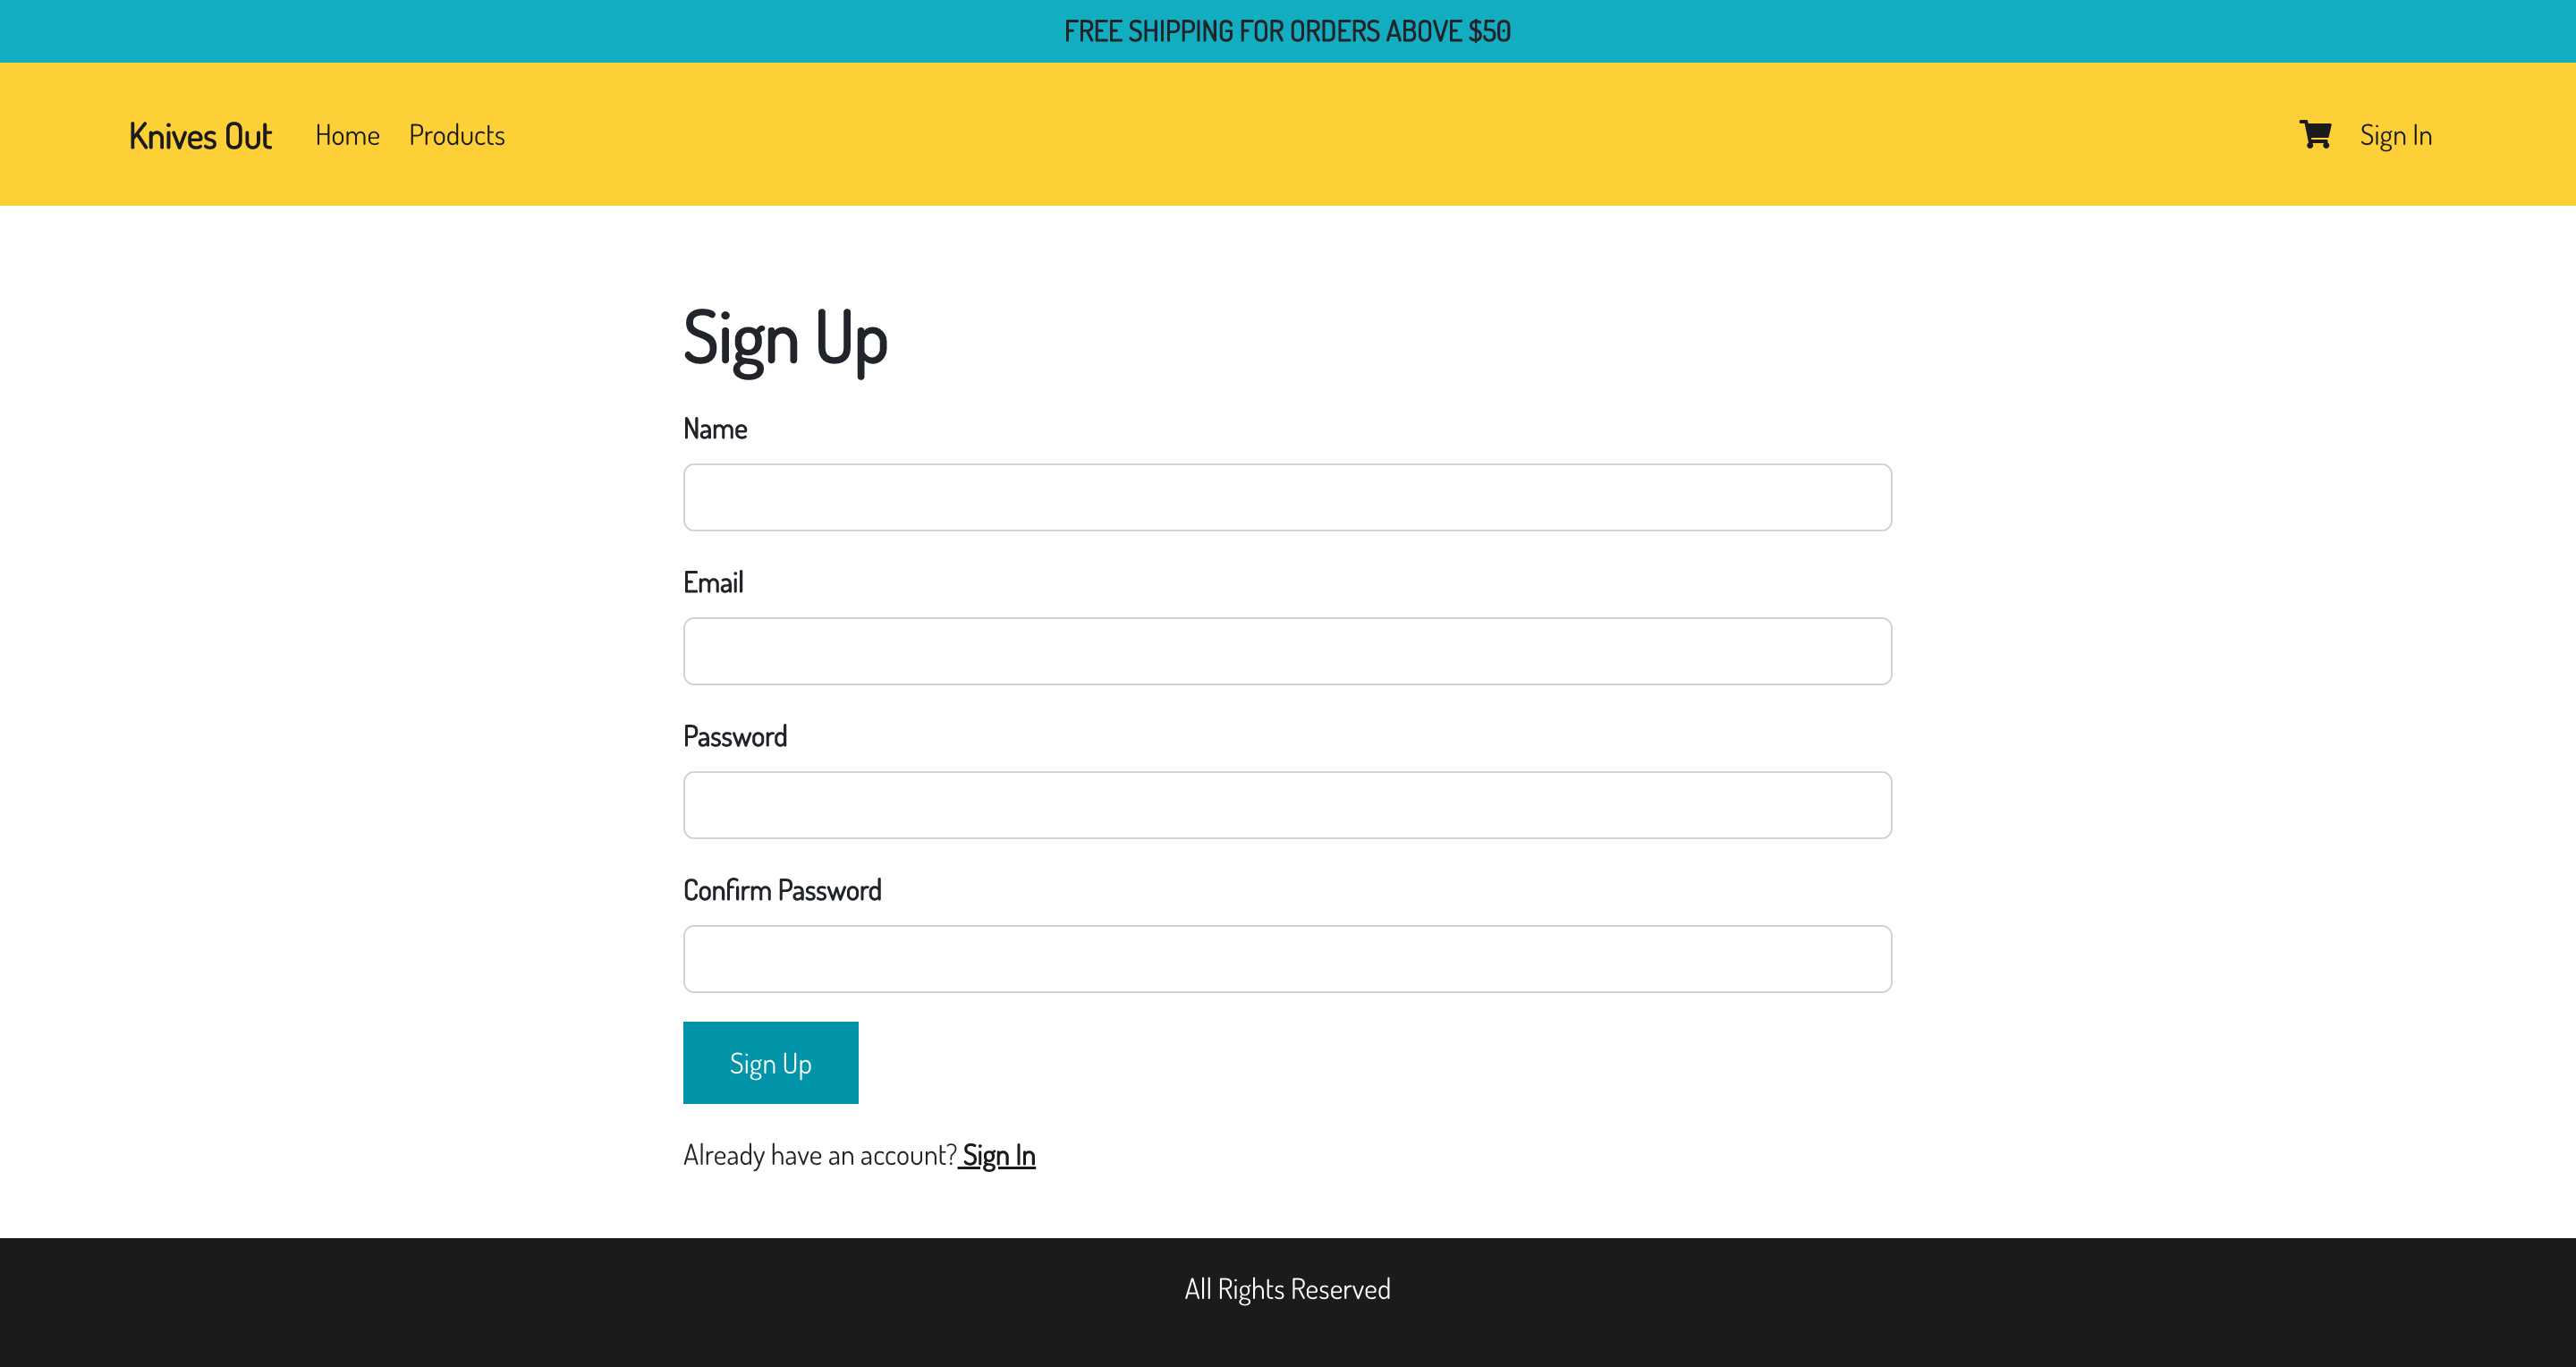 FREE SHIPPING FOR ORDERS ABOVE $50
Knives Out Home Products Sign In
Sign Up
Name
Email
Password
Confirm Password
Sign Up
Already have an account? Sign In
All Rights Reserved